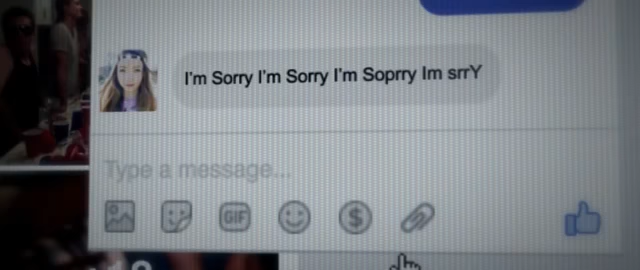 I'm Sorry I'm Sorry I'm Soprry Im srrY
Type a message...
GIF
$